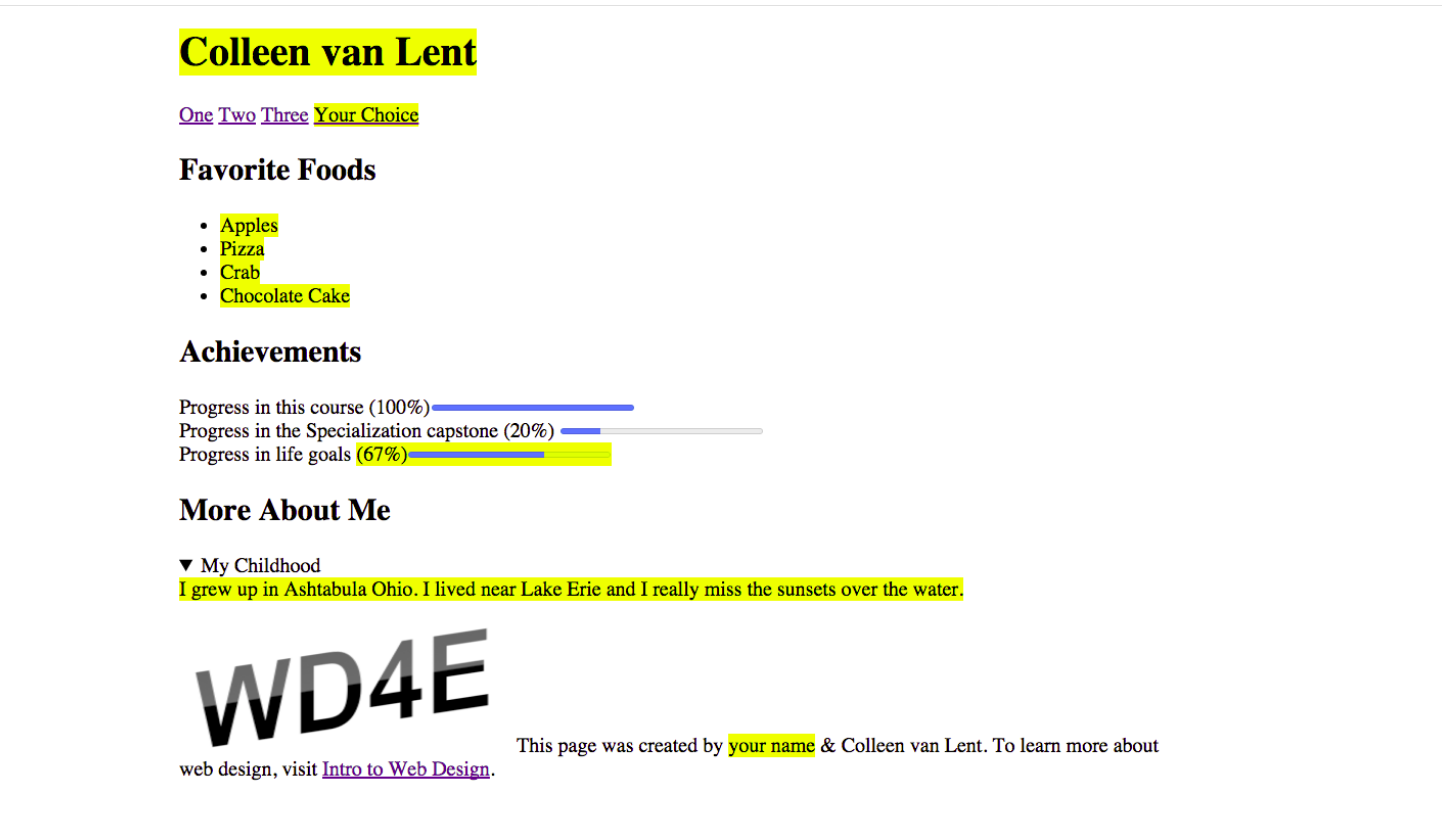 Colleen van Lent
One Two Three Your Choice
Favorite Foods
Apples
Pizza
Crab
Chocolate Cake
Achievements
Progress in this course (100%)
Progress in the Specialization capstone (20%)
Progress in life goals (67%)
More About Me
My Childhood
I grew up in Ashtabula Ohio. I lived near Lake Erie and I really miss the sunsets over the water.
WD4E
This page was created by your name & Colleen van Lent. To learn more about
web design, visit Intro to Web Design.